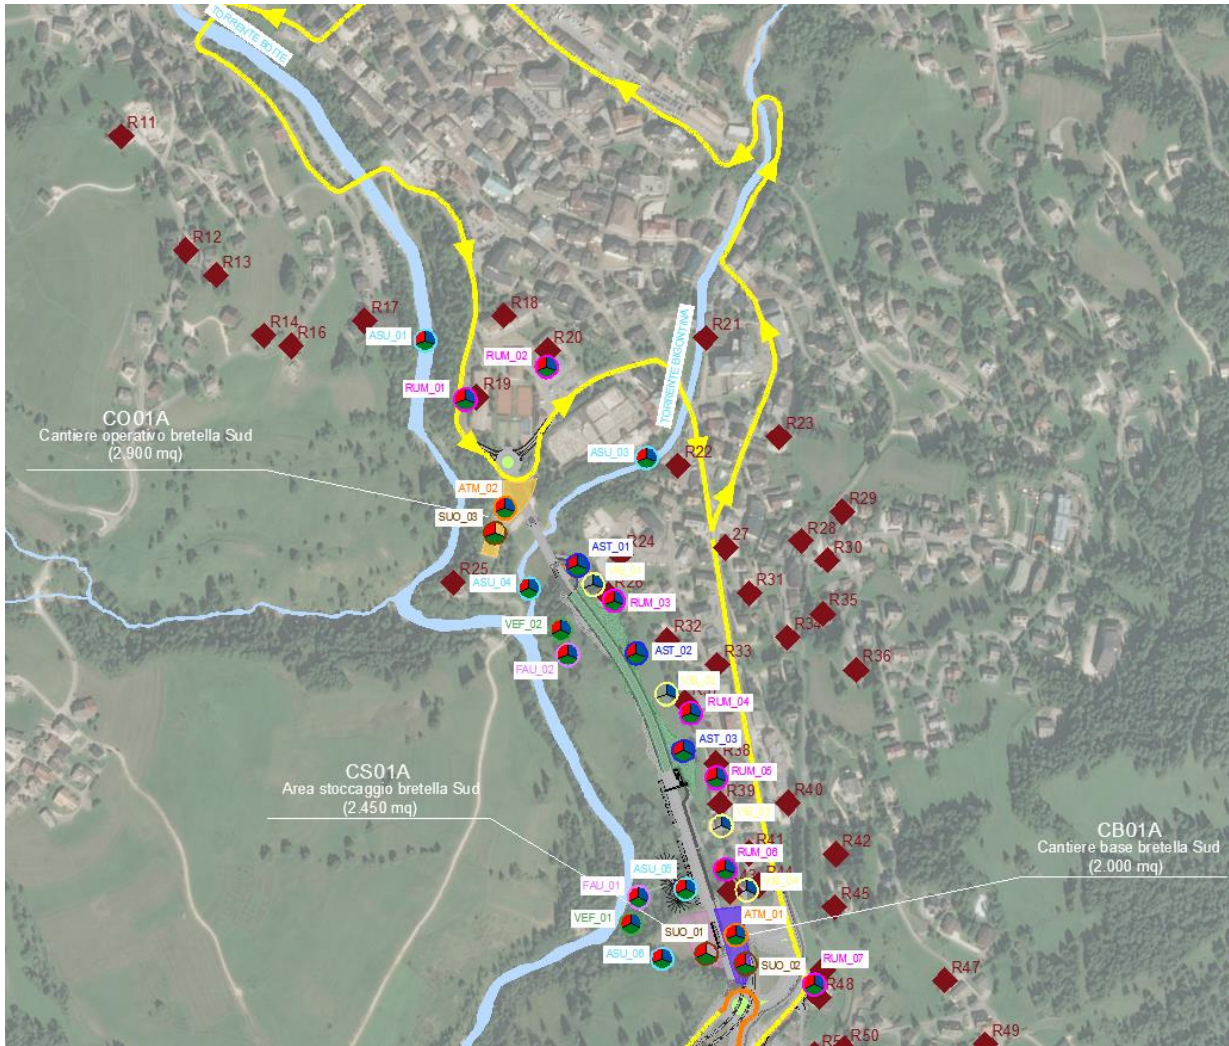 TORRENTE BOITE
R11
R12
R13
R14
R16
R17
ASU_01
R18
R20
RUM_02
R21
RUM_01
R19
TORRENTE BIGONTINA
CO01A
Cantiere operativo bretella Sud
(2.900 mq)
R23
ASU_03
R22
ATM_02
SUO_03
R29
R28
27
R30
AST_01
R24
R25
ASU_04
R26
RUM_03
R31
R35
VEF_02
R32
R34
FAU_02
AST_02
R33
R36
RUM_04
AST_03
R38
RUM_05
CS01A
Area stoccaggio bretella Sud
(2.450 mq)
R39
R40
CB01A
Cantiere base bretella Sud
(2.000 mq)
R41
R42
RUM_06
ASU_05
FAU_01
R45
VEF_01
ATM_01
SUO_01
ASU_06
SUO_02
RUM_07
R47
R48
R49
R50